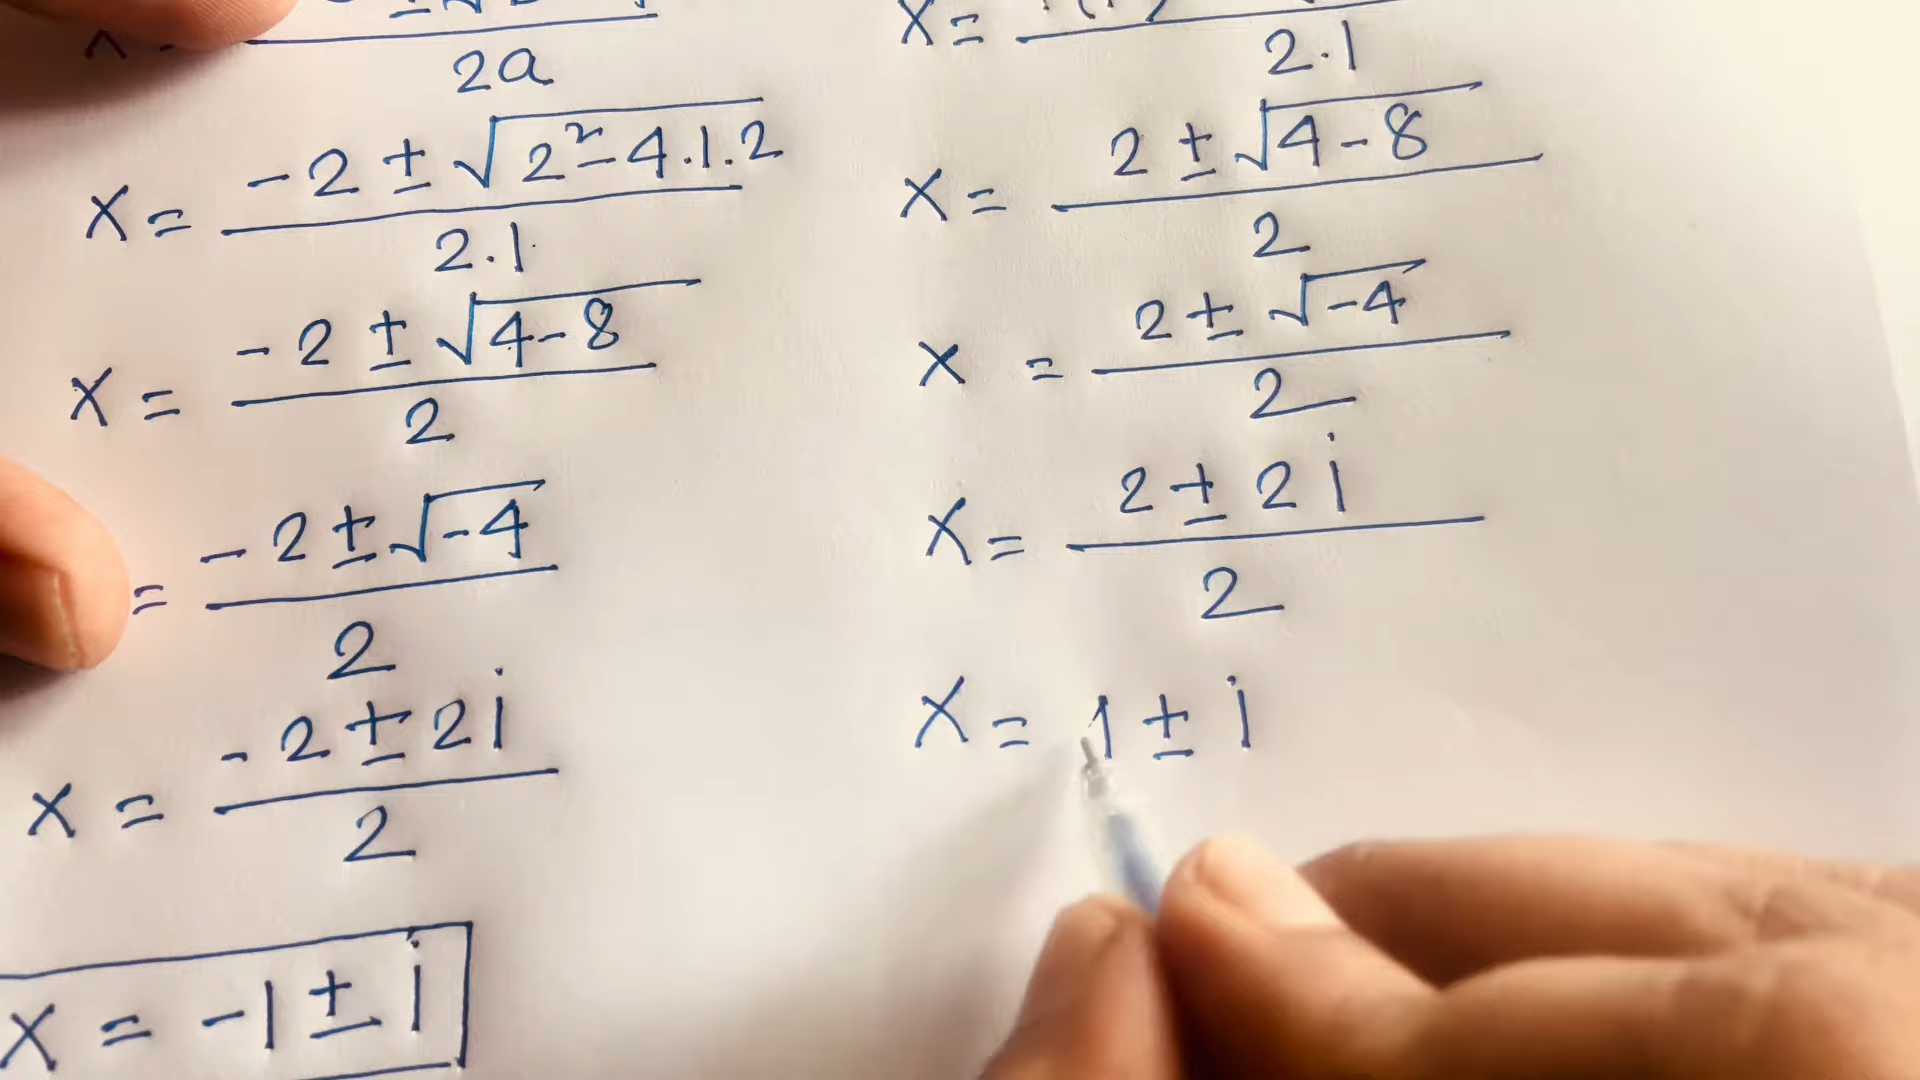 2a
x = -2 ± √2² - 4.1.2
2.1
x = -2 ± √4-8
2
= -2 ± √-4
2
x = -2 ± 2i
2
x = -1 ± i
x =
2.1
x = 2 ± √4-8
2
x = 2 ± √-4
2
x = 2 ± 2i
2
x = 1 ± i